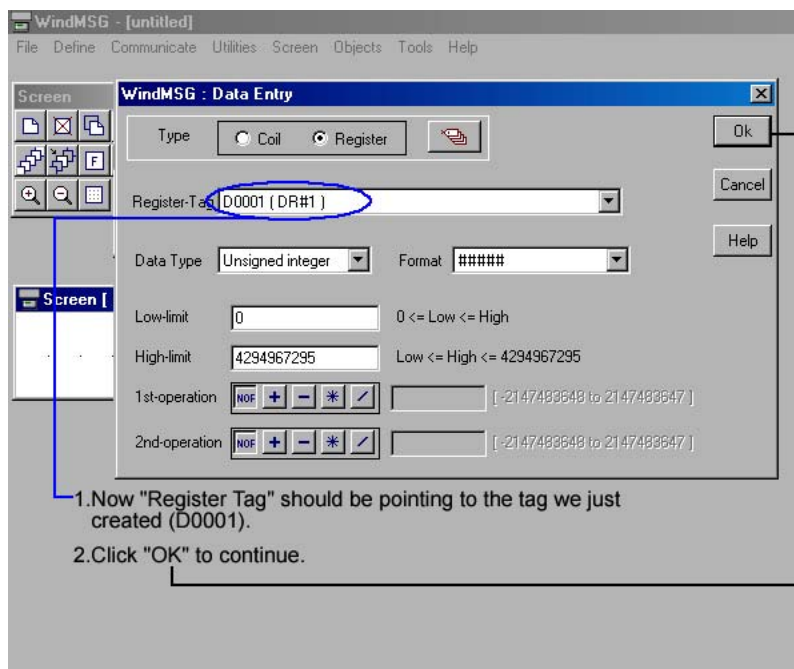 WindMSG - [untitled]
File Define Communicate Utilities Screen Objects Tools Help
Screen
F
WindMSG : Data Entry
Type Coil Register
Ok
Register-Tag D0001 ( DR#1 )
Cancel
Data Type Unsigned integer Format #####
Help
Screen [
Low-limit 0 0 <= Low <= High
High-limit 4294967295 Low <= High <= 4294967295
1st-operation NOP + - * / [ -2147483648 to 2147483647 ]
2nd-operation NOP + - * / [ -2147483648 to 2147483647 ]
1.Now "Register Tag" should be pointing to the tag we just
created (D0001).
2.Click "OK" to continue.